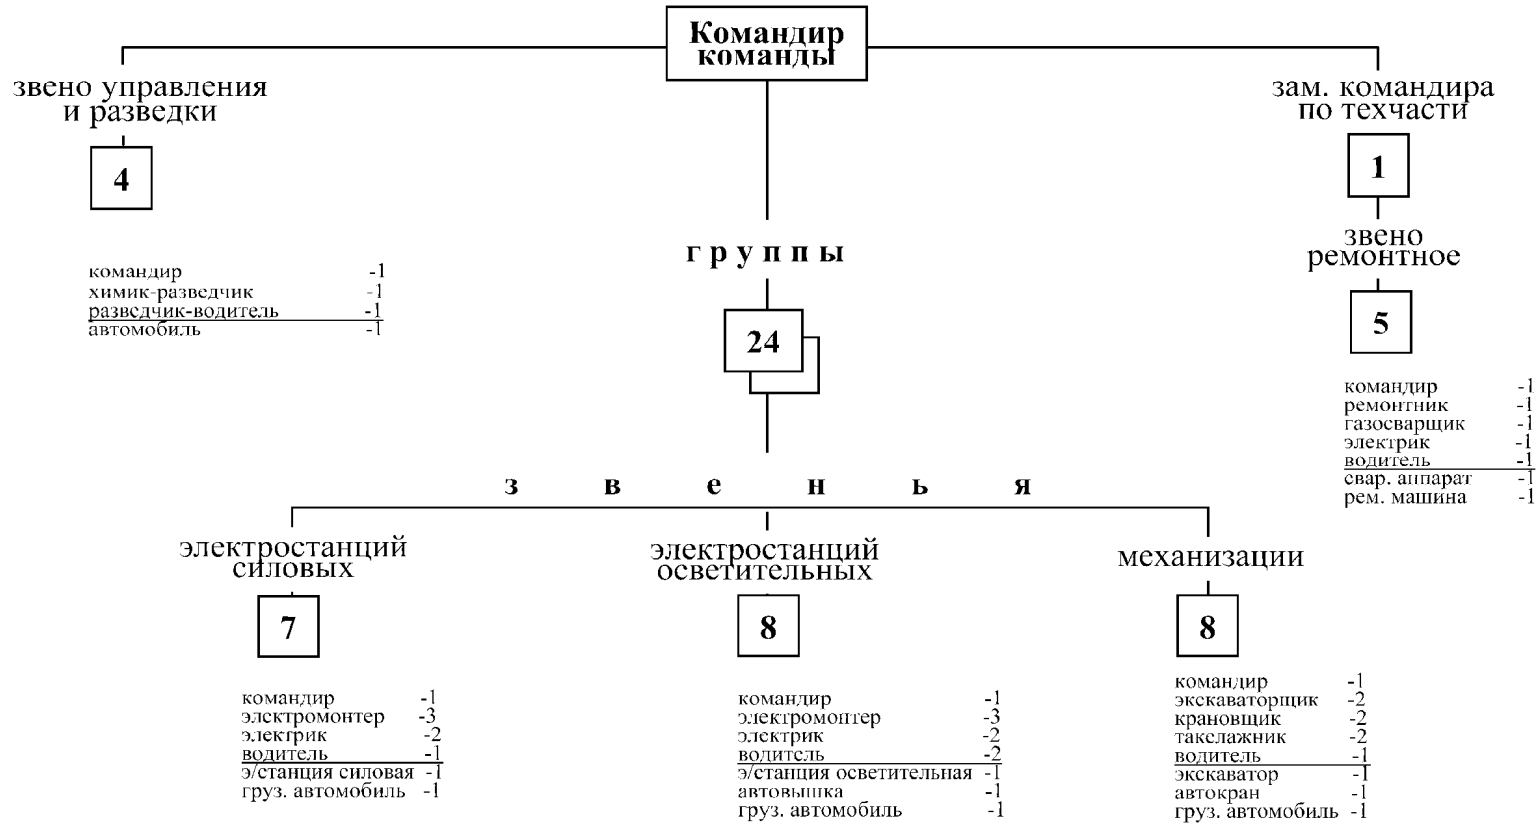 Командир
команды
звено управления
и разведки
4
командир -1
химик-разведчик -1
разведчик-водитель -1
автомобиль -1
зам. командира
по техчасти
1
звено
ремонтное
5
командир -1
ремонтник -1
газосварщик -1
электрик -1
водитель -1
свар. аппарат -1
рем. машина -1
группы
24
звенья
электростанций
силовых
7
командир -1
электромонтер -3
электрик -2
водитель -1
э/станция силовая -1
груз. автомобиль -1
электростанций
осветительных
8
командир -1
электромонтер -3
электрик -2
водитель -2
э/станция осветительная -1
автовышка -1
груз. автомобиль -1
механизации
8
командир -1
экскаваторщик -2
крановщик -2
такелажник -2
водитель -1
экскаватор -1
автокран -1
груз. автомобиль -1